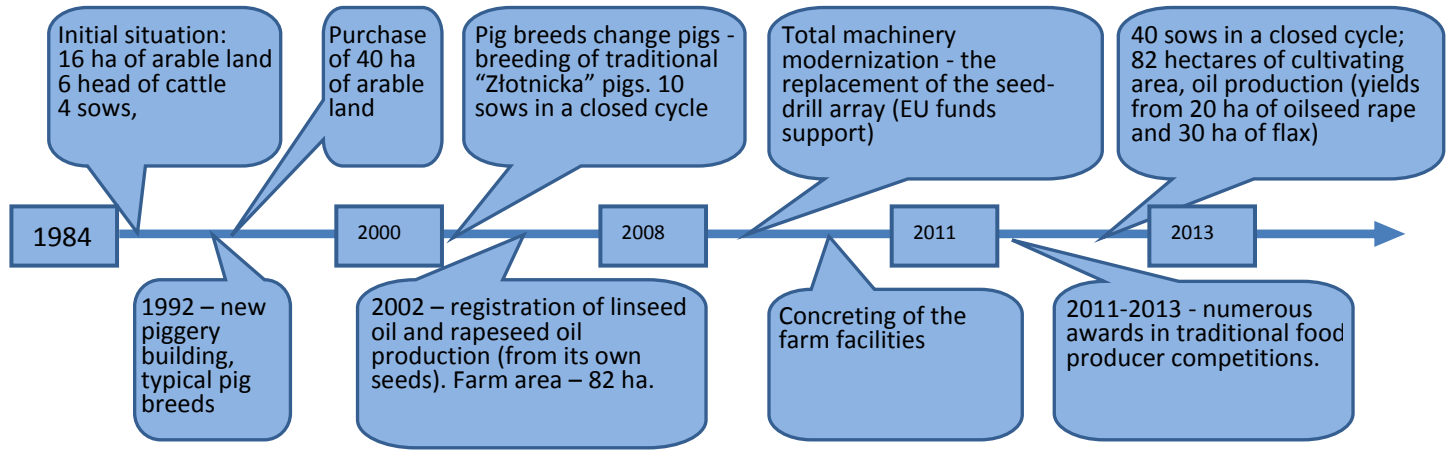 Initial situation:
16 ha of arable land
6 head of cattle
4 sows,
Purchase
of 40 ha
of arable
land
Pig breeds change pigs -
breeding of traditional
“Złotnicka” pigs. 10
sows in a closed cycle
Total machinery
modernization - the
replacement of the seed-
drill array (EU funds
support)
40 sows in a closed cycle;
82 hectares of cultivating
area, oil production (yields
from 20 ha of oilseed rape
and 30 ha of flax)
1984
2000
2008
2011
2013
1992 – new
piggery
building,
typical pig
breeds
2002 – registration of linseed
oil and rapeseed oil
production (from its own
seeds). Farm area – 82 ha.
Concreting of the
farm facilities
2011-2013 - numerous
awards in traditional food
producer competitions.